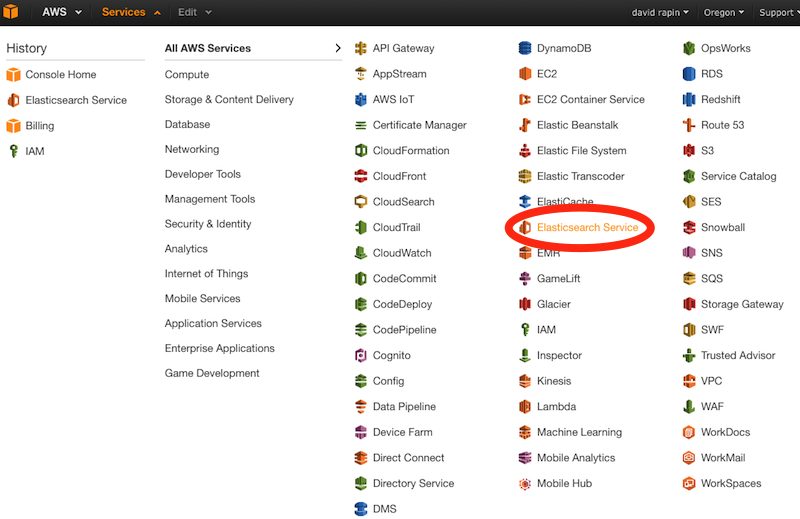 AWS Services Edit david rapin Oregon Support
History
Console Home
Elasticsearch Service
Billing
IAM
All AWS Services
Compute
Storage & Content Delivery
Database
Networking
Developer Tools
Management Tools
Security & Identity
Analytics
Internet of Things
Mobile Services
Application Services
Enterprise Applications
Game Development
API Gateway
AppStream
AWS IoT
Certificate Manager
CloudFormation
CloudFront
CloudSearch
CloudTrail
CloudWatch
CodeCommit
CodeDeploy
CodePipeline
Cognito
Config
Data Pipeline
Device Farm
Direct Connect
Directory Service
DMS
DynamoDB
EC2
EC2 Container Service
Elastic Beanstalk
Elastic File System
Elastic Transcoder
ElastiCache
Elasticsearch Service
EMR
GameLift
Glacier
IAM
Inspector
Kinesis
Lambda
Machine Learning
Mobile Analytics
Mobile Hub
OpsWorks
RDS
Redshift
Route 53
S3
Service Catalog
SES
Snowball
SNS
SQS
Storage Gateway
SWF
Trusted Advisor
VPC
WAF
WorkDocs
WorkMail
WorkSpaces